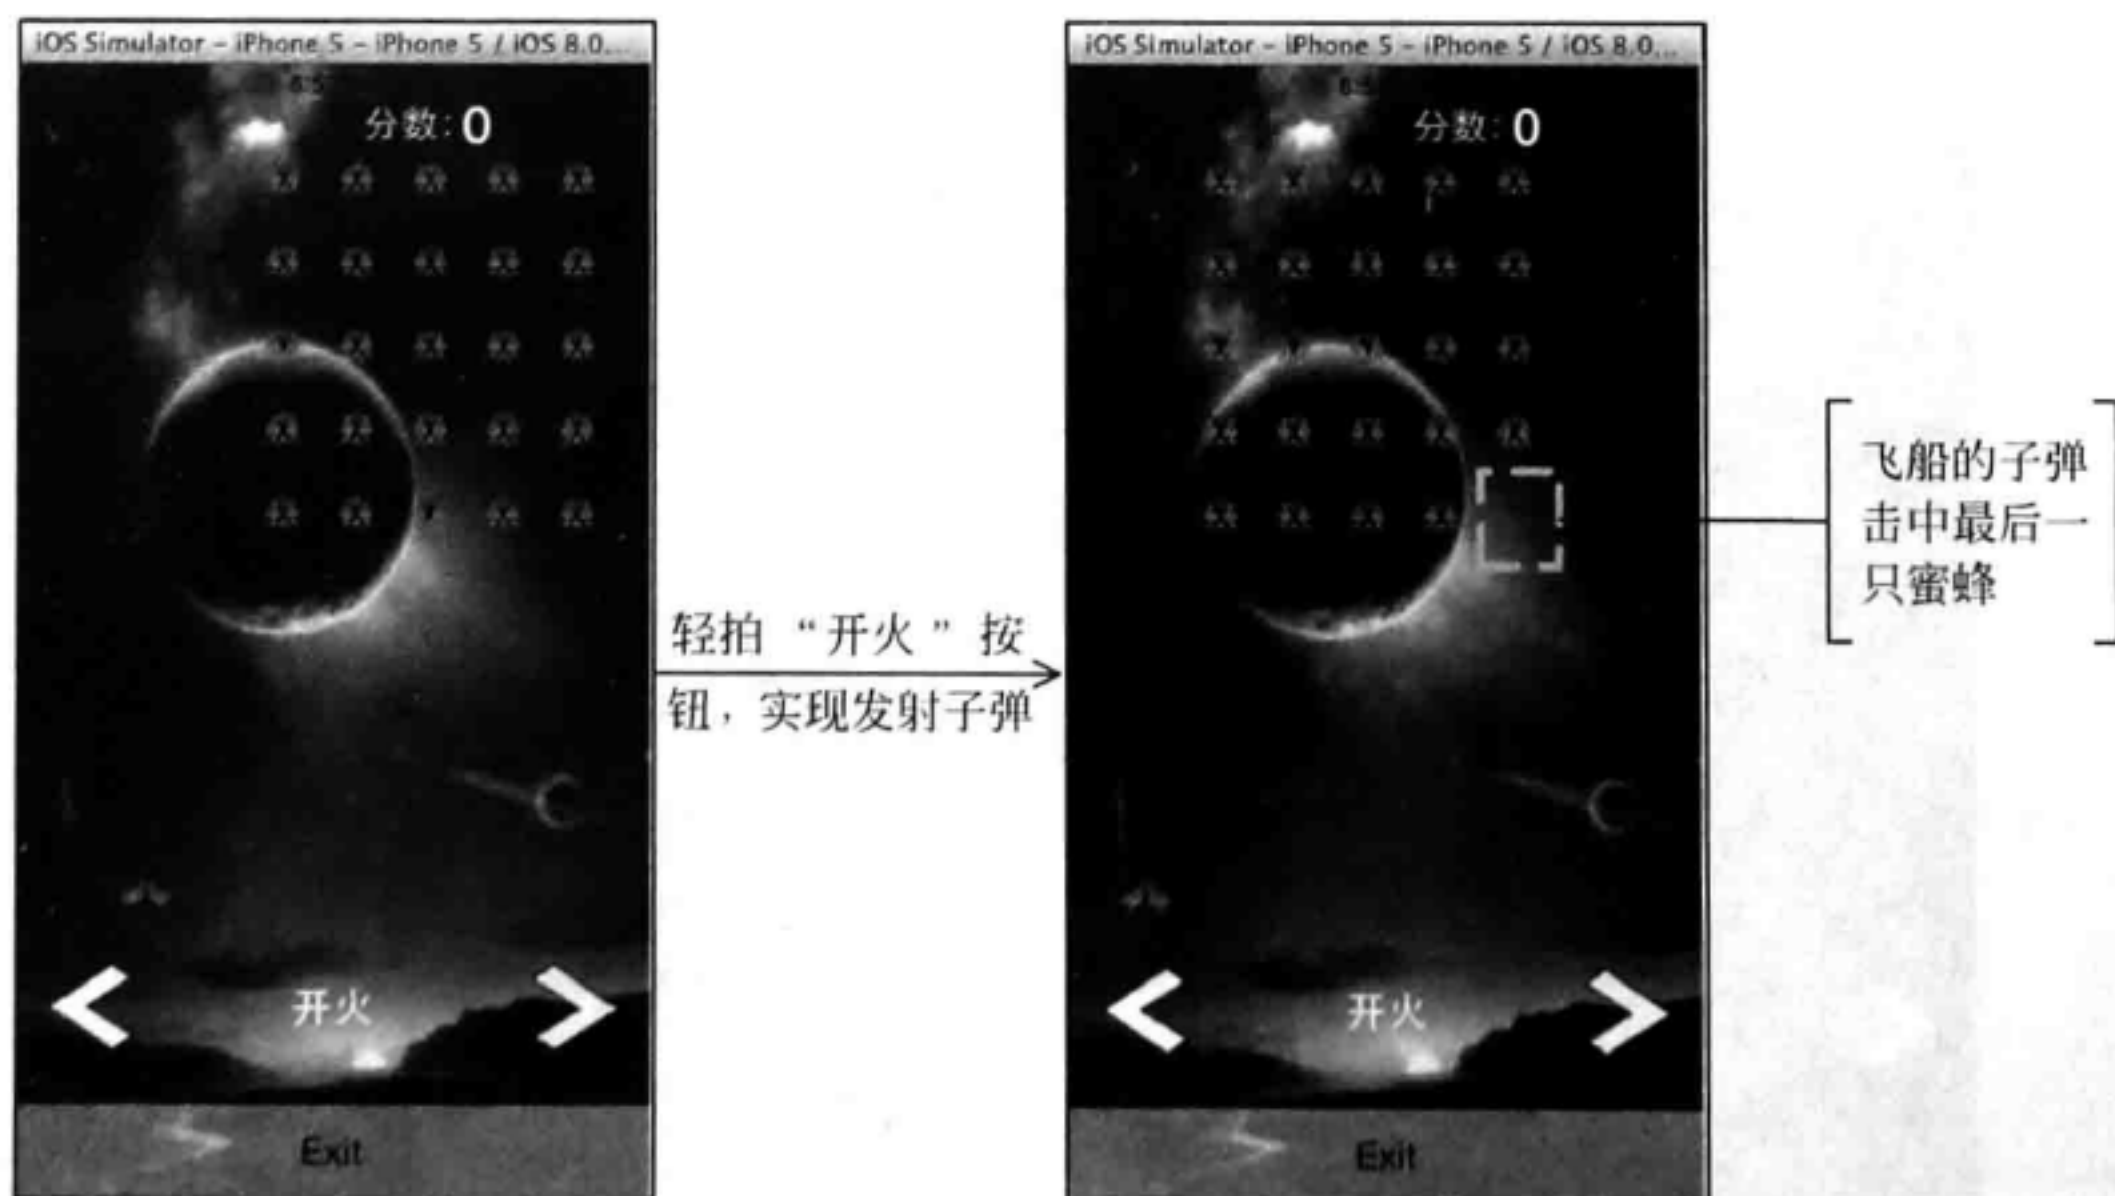 iOS Simulator - iPhone 5 - iPhone 5 / iOS 8.0...
分数: 0
开火
Exit
轻拍 “开火” 按
钮，实现发射子弹
iOS Simulator - iPhone 5 - iPhone 5 / iOS 8.0...
分数: 0
开火
Exit
飞船的子弹
击中最后一
只蜜蜂